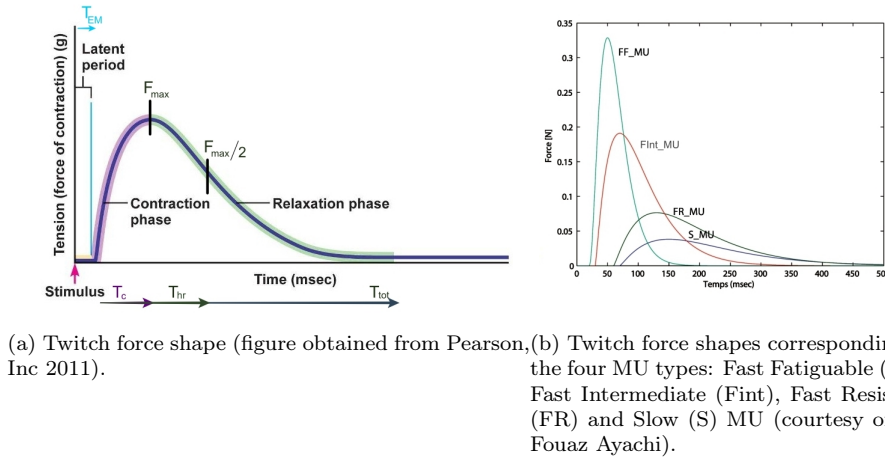 T_EM
Latent
period
F_max
F_max/2
Contraction
phase
Relaxation phase
Tension (force of contraction) (g)
Time (msec)
Stimulus
T_c
T_hr
T_tot
0.35
0.3
0.25
0.2
0.15
0.1
0.05
0
Force [N]
FF_MU
FInt_MU
FR_MU
S_MU
0 50 100 150 200 250 300 350 400 450 500
Temps (msec)
(a) Twitch force shape (figure obtained from Pearson,
Inc 2011).
(b) Twitch force shapes correspondin
the four MU types: Fast Fatiguable (
Fast Intermediate (Fint), Fast Resis
(FR) and Slow (S) MU (courtesy o
Fouaz Ayachi).